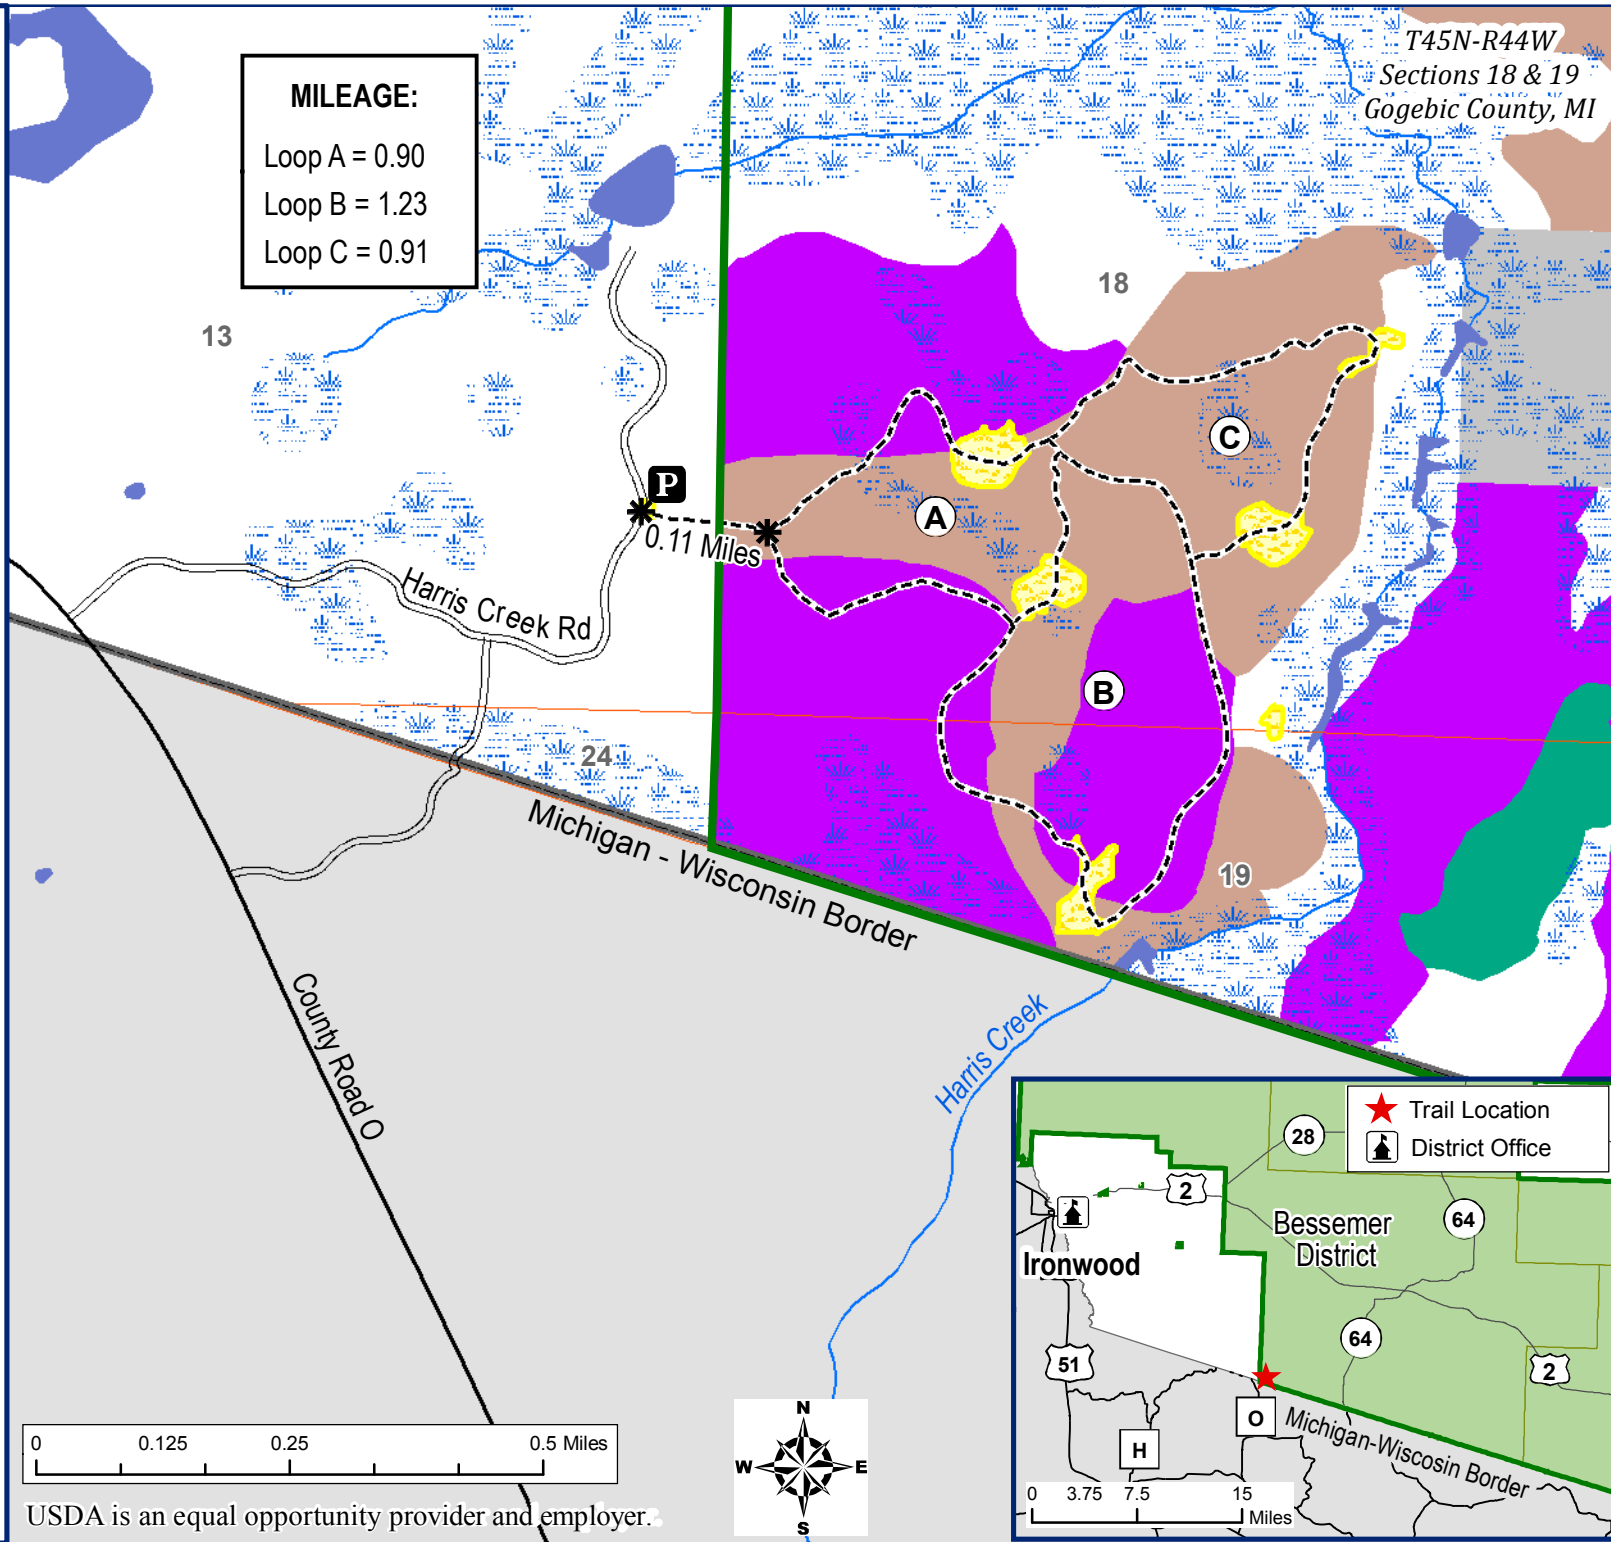 T45N-R44W
Sections 18 & 19
Gogebic County, MI
MILEAGE:
Loop A = 0.90
Loop B = 1.23
Loop C = 0.91
18
13
C
P
A
0.11 Miles
Harris Creek Rd
B
24
19
Michigan - Wisconsin Border
County Road O
Harris Creek
Trail Location
District Office
28
2
64
Bessemer
District
Ironwood
64
51
2
O
H
Michigan-Wiscosin Border
0 3.75 7.5 15
Miles
0 0.125 0.25 0.5 Miles
N
W E
S
USDA is an equal opportunity provider and employer.